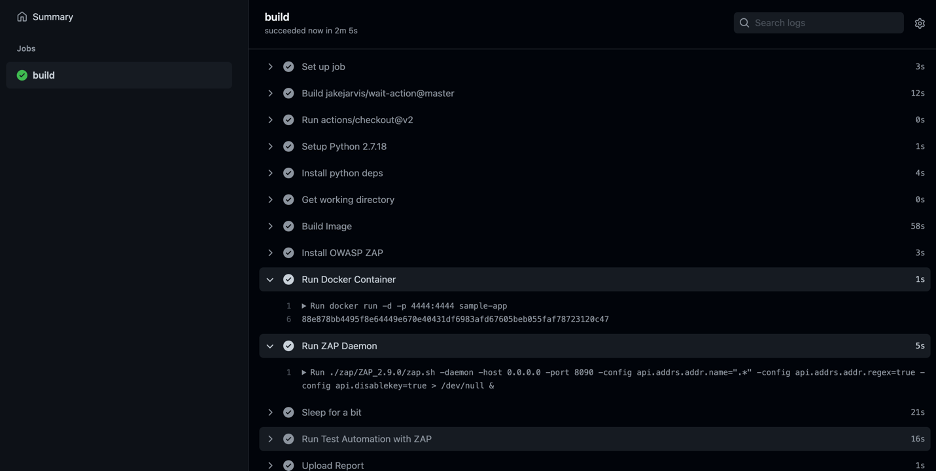 Summary
Jobs
build
build
succeeded now in 2m 5s
Search logs
Set up job 3s
Build jakejarvis/wait-action@master 12s
Run actions/checkout@v2 0s
Setup Python 2.7.18 1s
Install python deps 4s
Get working directory 0s
Build Image 58s
Install OWASP ZAP 3s
Run Docker Container 1s
1 ▶ Run docker run -d -p 4444:4444 sample-app
6 88e878bb4495f8e64449e670e40431df6983afd67605beb055faf78723120c47
Run ZAP Daemon 5s
1 ▶ Run ./zap/ZAP_2.9.0/zap.sh -daemon -host 0.0.0.0 -port 8090 -config api.addrs.addr.name=".*" -config api.addrs.addr.regex=true -
config api.disablekey=true > /dev/null &
Sleep for a bit 21s
Run Test Automation with ZAP 16s
Upload Report 1s